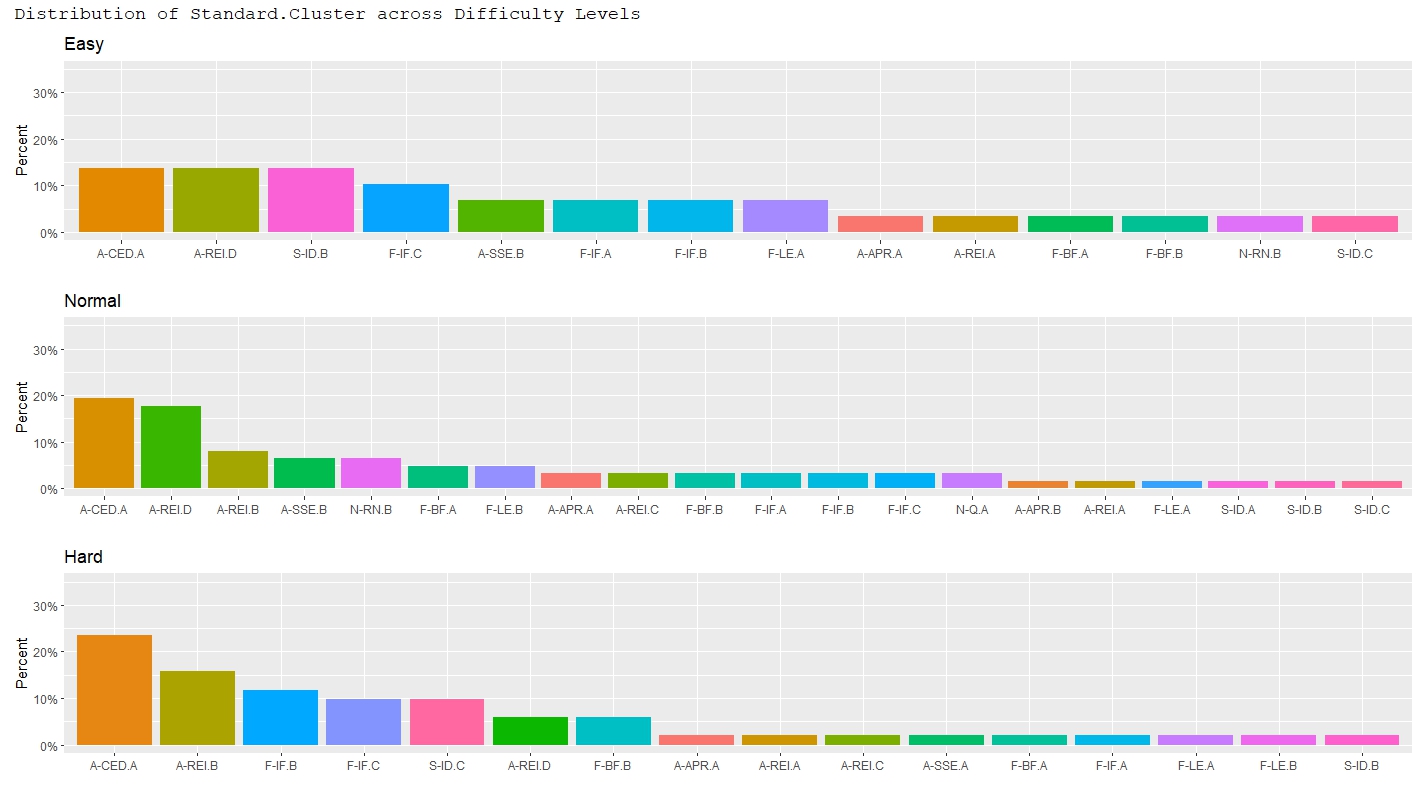 Distribution of Standard.Cluster across Difficulty Levels
Easy
Percent
30%
20%
10%
0%
A-CED.A A-REI.D S-ID.B F-IF.C A-SSE.B F-IF.A F-IF.B F-LE.A A-APR.A A-REI.A F-BF.A F-BF.B N-RN.B S-ID.C
Normal
Percent
30%
20%
10%
0%
A-CED.A A-REI.D A-REI.B A-SSE.B N-RN.B F-BF.A F-LE.B A-APR.A A-REI.C F-BF.B F-IF.A F-IF.B F-IF.C N-Q.A A-APR.B A-REI.A F-LE.A S-ID.A S-ID.B S-ID.C
Hard
Percent
30%
20%
10%
0%
A-CED.A A-REI.B F-IF.B F-IF.C S-ID.C A-REI.D F-BF.B A-APR.A A-REI.A A-REI.C A-SSE.A F-BF.A F-IF.A F-LE.A F-LE.B S-ID.B